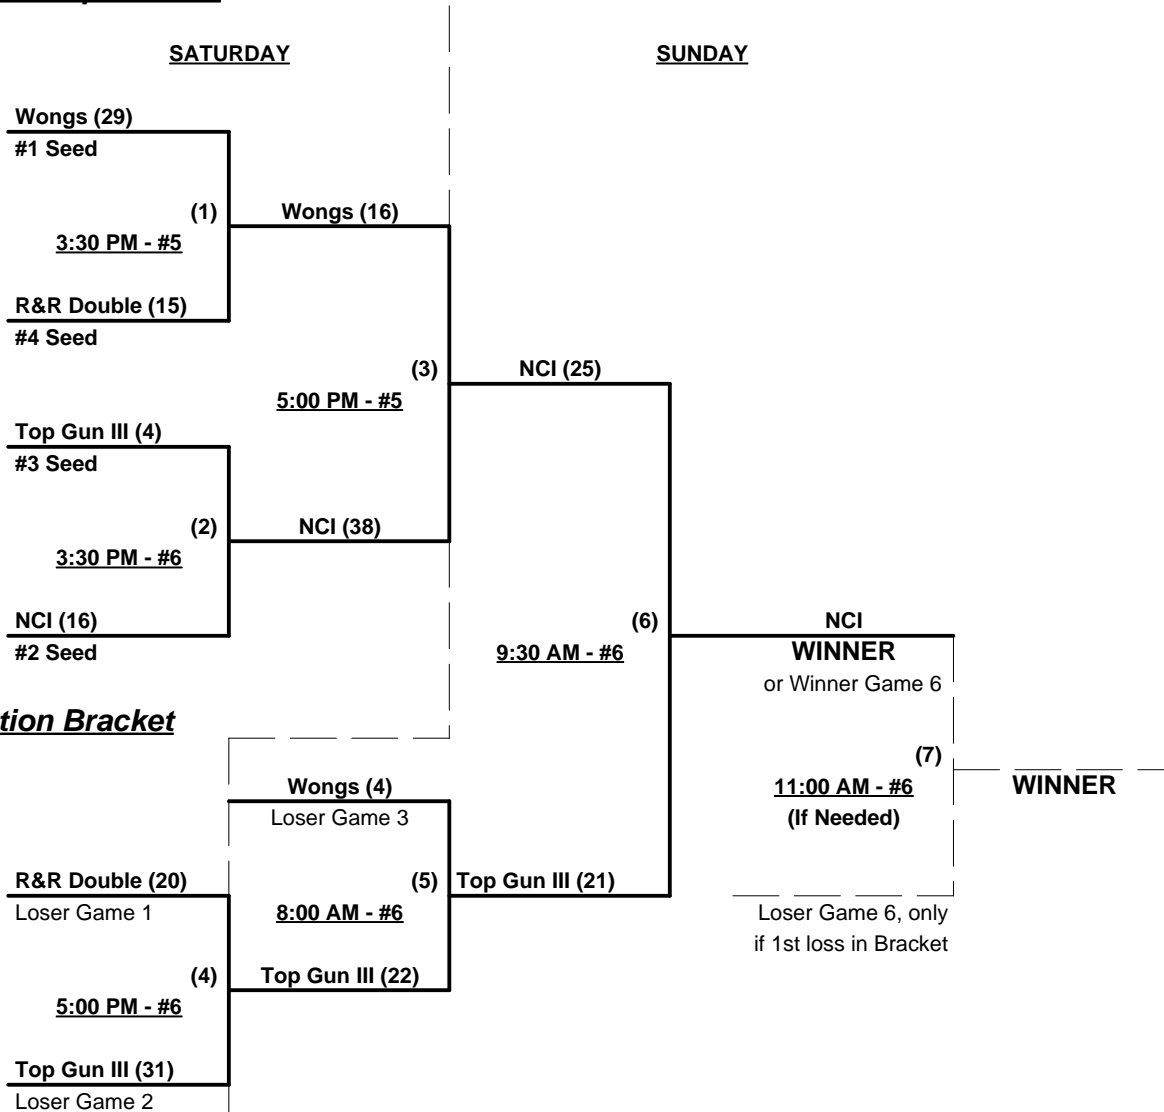 SATURDAY
SUNDAY
Wongs (29)
#1 Seed
(1)
Wongs (16)
3:30 PM - #5
R&R Double (15)
#4 Seed
(3)
NCI (25)
5:00 PM - #5
Top Gun III (4)
#3 Seed
(2)
NCI (38)
3:30 PM - #6
NCI (16)
#2 Seed
(6)
NCI
9:30 AM - #6
WINNER
or Winner Game 6
tion Bracket
(7)
Wongs (4)
11:00 AM - #6
WINNER
Loser Game 3
(If Needed)
R&R Double (20)
(5)
Top Gun III (21)
Loser Game 1
8:00 AM - #6
Loser Game 6, only
if 1st loss in Bracket
(4)
Top Gun III (22)
5:00 PM - #6
Top Gun III (31)
Loser Game 2